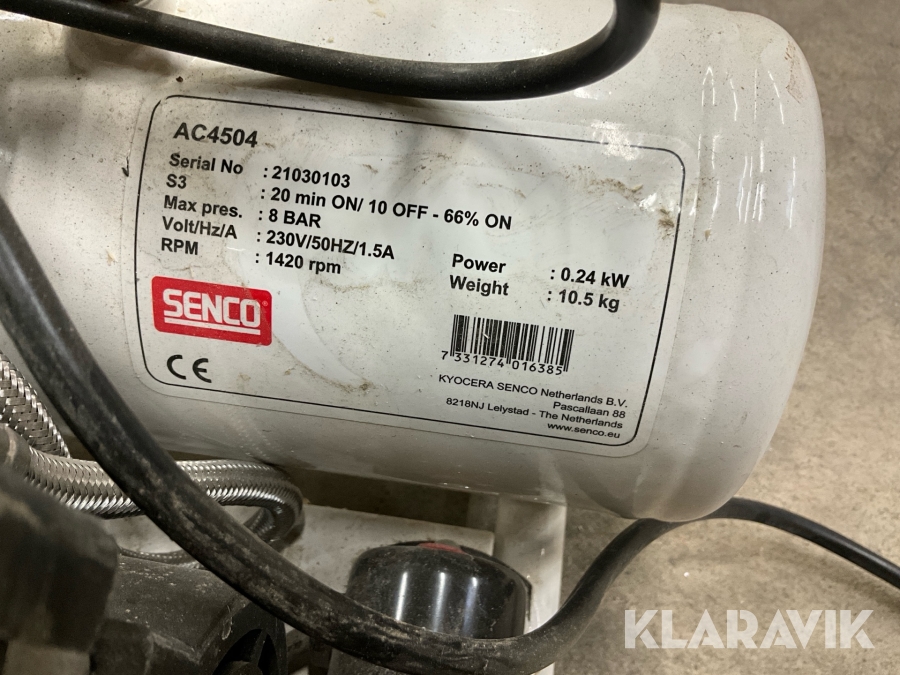 AC4504
Serial No : 21030103
S3 : 20 min ON/ 10 OFF - 66% ON
Max pres. : 8 BAR
Volt/Hz/A : 230V/50HZ/1.5A
RPM : 1420 rpm
Power : 0.24 kW
Weight : 10.5 kg
SENCO
CE
7 331274 016385
KYOCERA SENCO Netherlands B.V.
Pascallaan 88
8218NJ Lelystad - The Netherlands
www.senco.eu
KLARAVIK